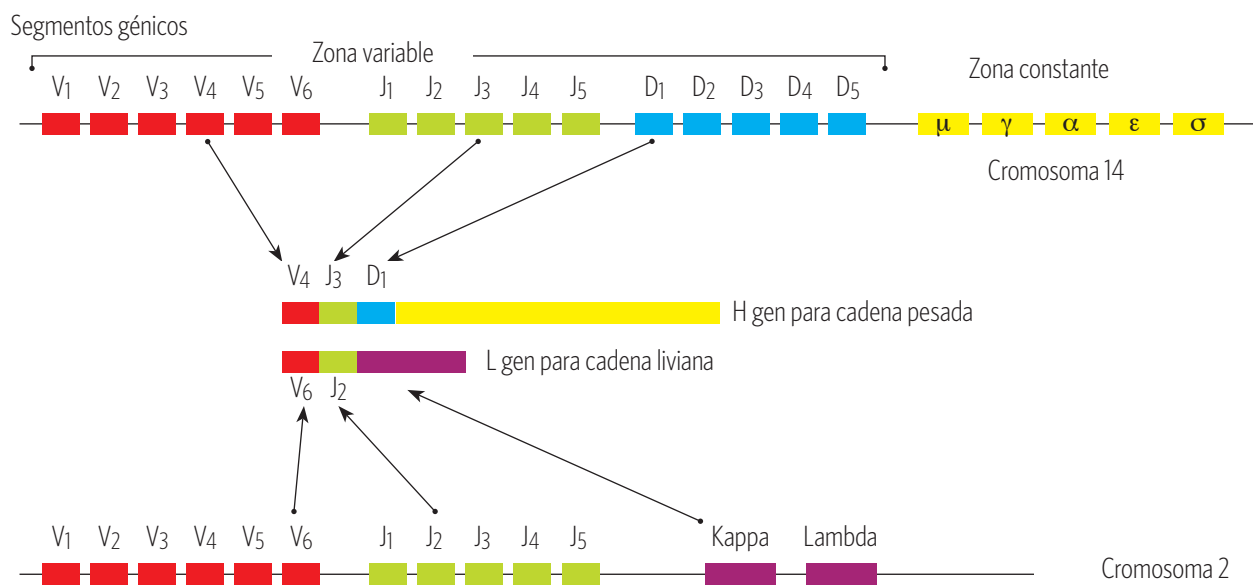 Segmentos génicos
Zona variable
Zona constante
V1 V2 V3 V4 V5 V6 J1 J2 J3 J4 J5 D1 D2 D3 D4 D5
μ γ α ε σ
Cromosoma 14
V4 J3 D1
H gen para cadena pesada
L gen para cadena liviana
V6 J2
V1 V2 V3 V4 V5 V6 J1 J2 J3 J4 J5 Kappa Lambda
Cromosoma 2